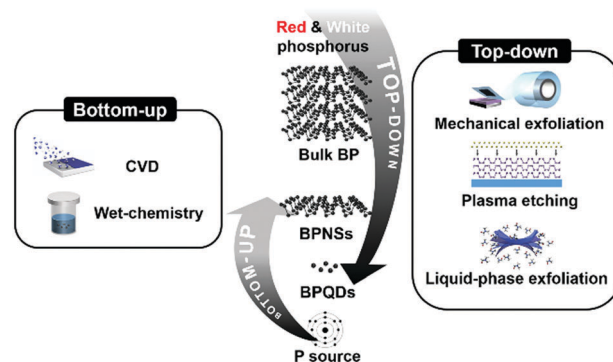 Red & White
phosphorus
TOP-DOWN
Bulk BP
BPNSs
BOTTOM-UP
BPQDs
P source
Bottom-up
CVD
Wet-chemistry
Top-down
Mechanical exfoliation
Plasma etching
Liquid-phase exfoliation